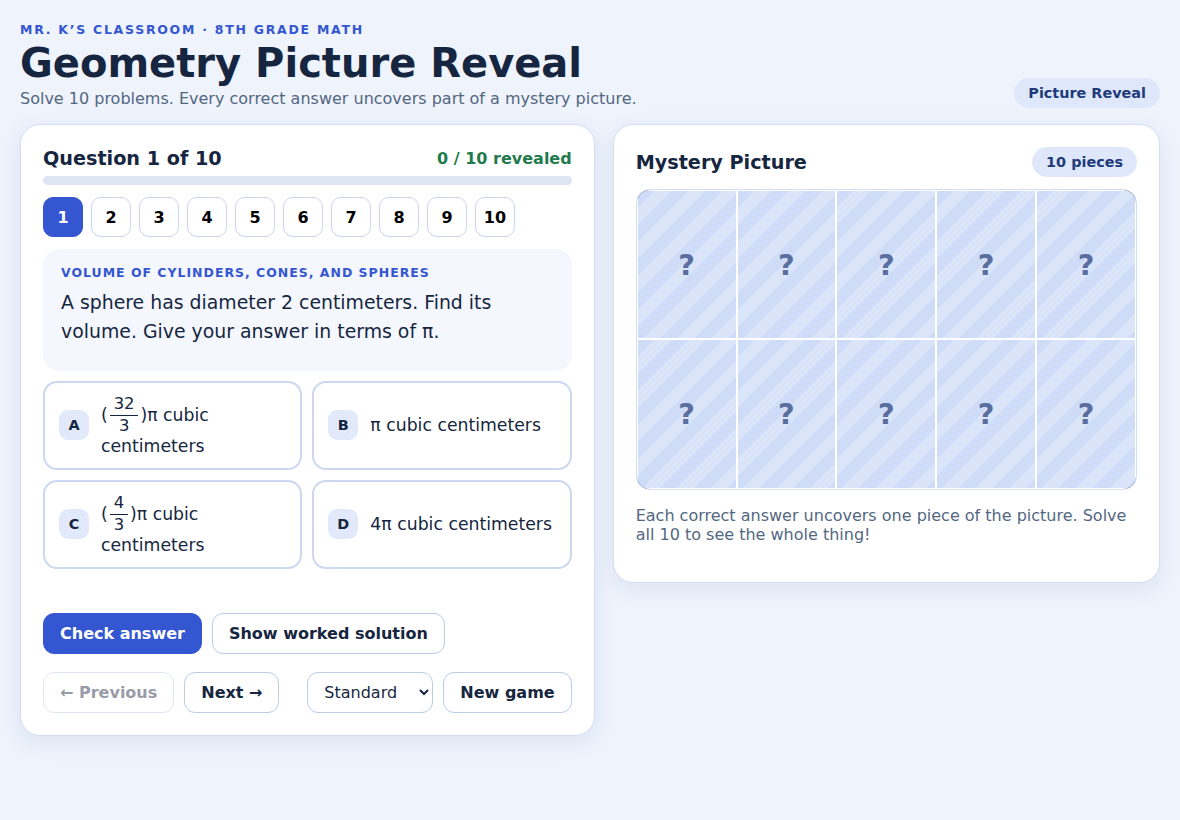 MR. K’S CLASSROOM · 8TH GRADE MATH
Geometry Picture Reveal
Solve 10 problems. Every correct answer uncovers part of a mystery picture.
Picture Reveal
Question 1 of 10
0 / 10 revealed
1 2 3 4 5 6 7 8 9 10
VOLUME OF CYLINDERS, CONES, AND SPHERES
A sphere has diameter 2 centimeters. Find its
volume. Give your answer in terms of π.
A (32/3)π cubic
centimeters
B π cubic centimeters
C (4/3)π cubic
centimeters
D 4π cubic centimeters
Check answer
Show worked solution
← Previous
Next →
Standard
New game
Mystery Picture
10 pieces
? ? ? ? ?
? ? ? ? ?
Each correct answer uncovers one piece of the picture. Solve
all 10 to see the whole thing!